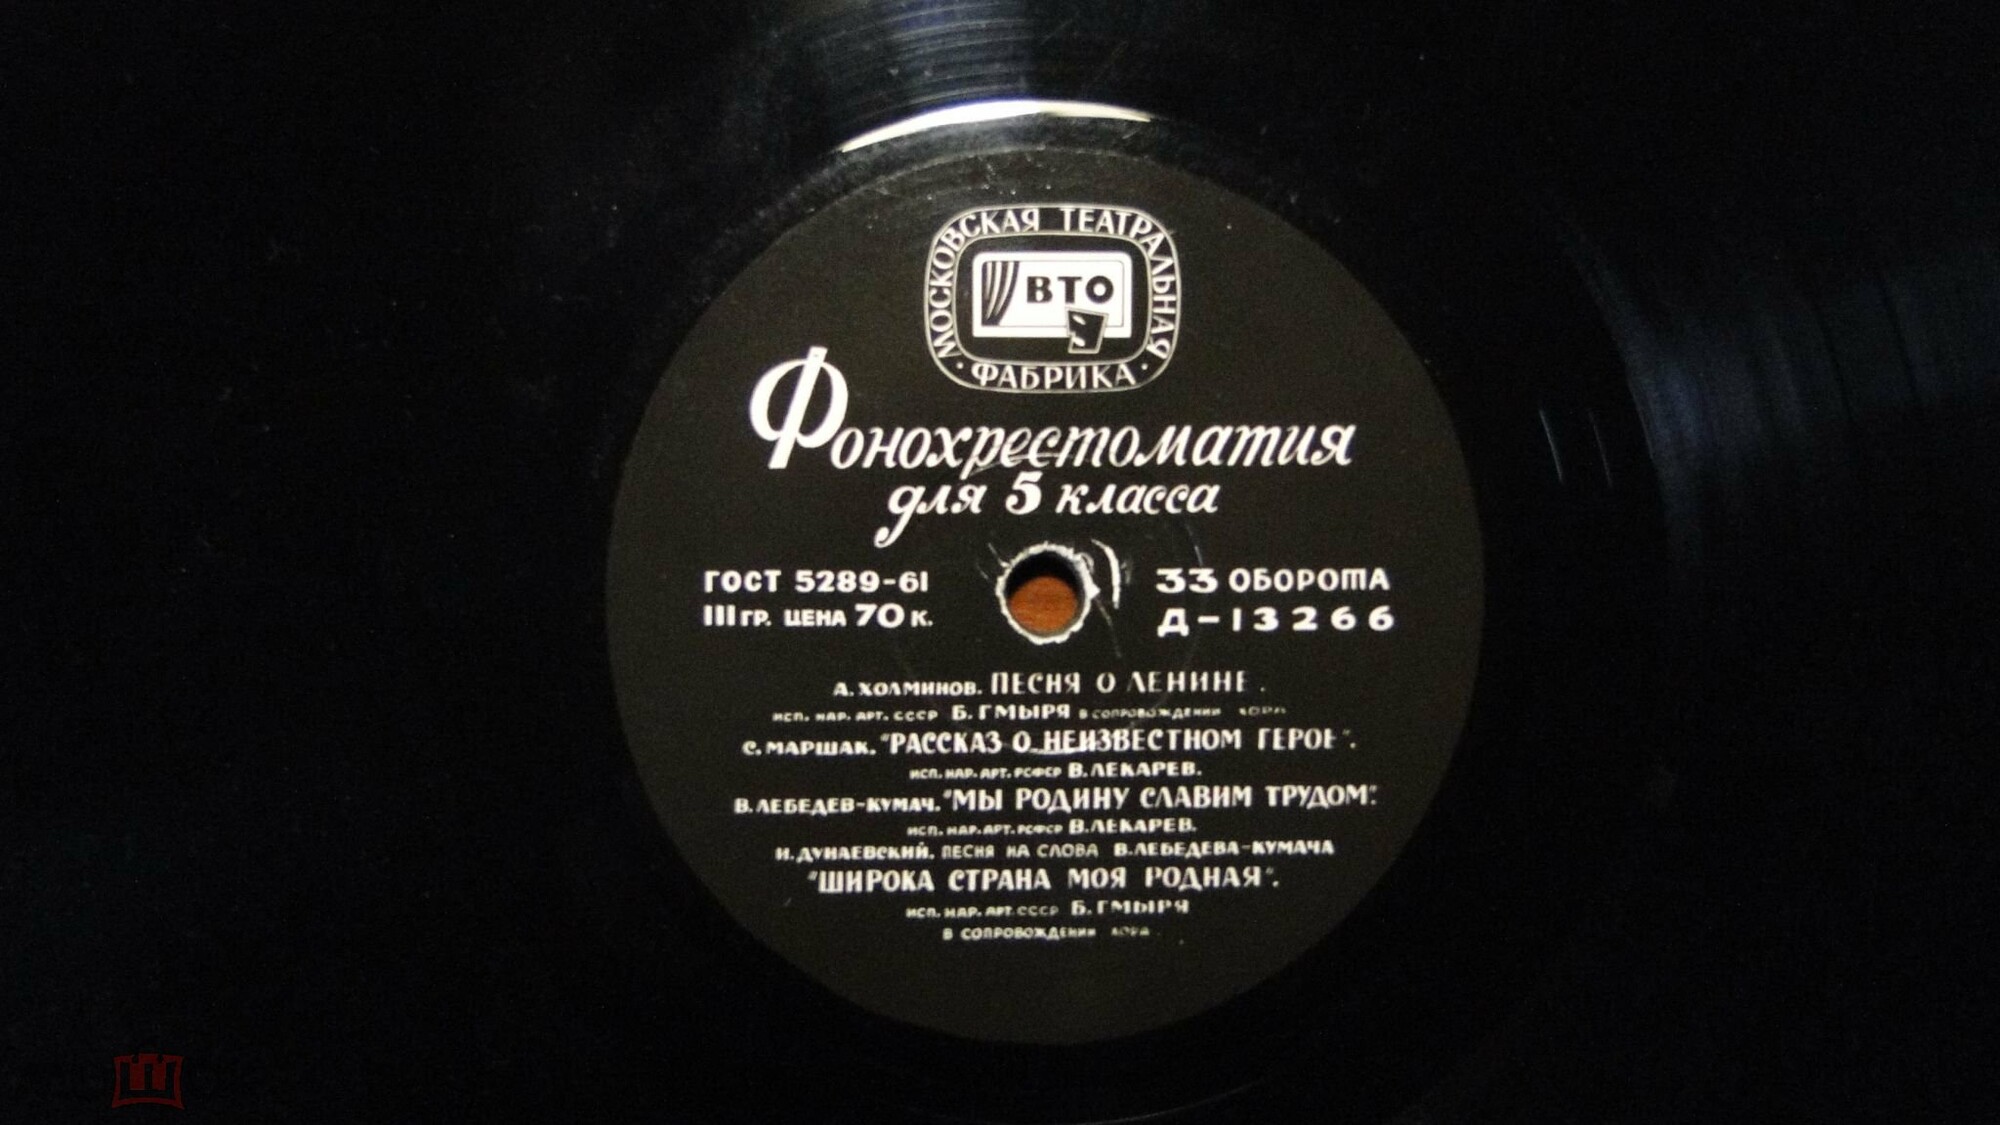 МОСКОВСКАЯ ТЕАТРАЛЬНАЯ
ВТО
· ФАБРИКА ·
Фонохрестоматия
для 5 класса
ГОСТ 5289-61
III ГР. ЦЕНА 70 К.
33 ОБОРОТА
Д-13266
А. ХОЛМИНОВ. ПЕСНЯ О ЛЕНИНЕ.
ИСП. НАР. АРТ. СССР Б. ГМЫРЯ В СОПРОВОЖДЕНИИ ХОРА
С. МАРШАК. "РАССКАЗ О НЕИЗВЕСТНОМ ГЕРОЕ".
ИСП. НАР. АРТ. РСФСР В. ЛЕКАРЕВ.
В. ЛЕБЕДЕВ-КУМАЧ. "МЫ РОДИНУ СЛАВИМ ТРУДОМ".
ИСП. НАР. АРТ. РСФСР В. ЛЕКАРЕВ.
И. ДУНАЕВСКИЙ. ПЕСНЯ НА СЛОВА В. ЛЕБЕДЕВА-КУМАЧА
"ШИРОКА СТРАНА МОЯ РОДНАЯ".
ИСП. НАР. АРТ. СССР Б. ГМЫРЯ
В СОПРОВОЖДЕНИИ ХОРА